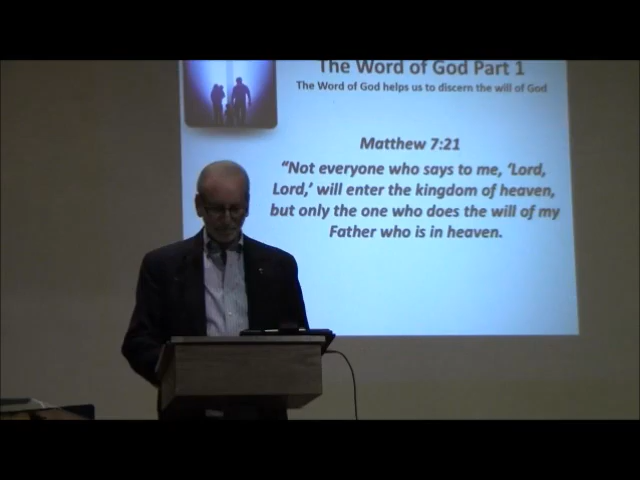 The Word of God Part 1
The Word of God helps us to discern the will of God
Matthew 7:21
“Not everyone who says to me, ‘Lord,
Lord,’ will enter the kingdom of heaven,
but only the one who does the will of my
Father who is in heaven.